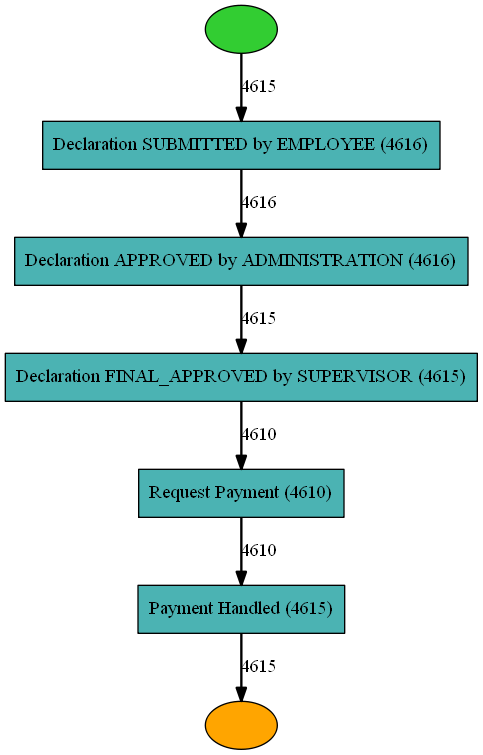 4615
Declaration SUBMITTED by EMPLOYEE (4616)
4616
Declaration APPROVED by ADMINISTRATION (4616)
4615
Declaration FINAL_APPROVED by SUPERVISOR (4615)
4610
Request Payment (4610)
4610
Payment Handled (4615)
4615